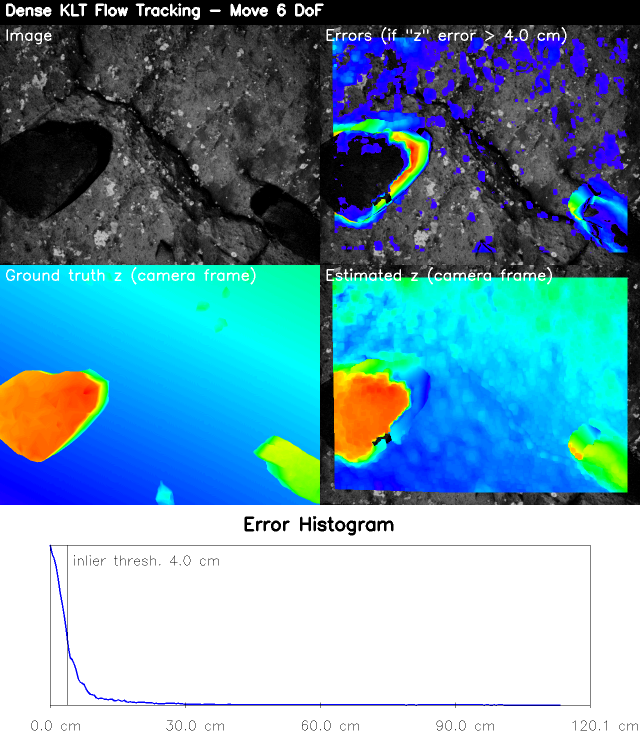 Dense KLT Flow Tracking – Move 6 DoF
Image
Errors (if "z" error > 4.0 cm)
Ground truth z (camera frame)
Estimated z (camera frame)
Error Histogram
inlier thresh. 4.0 cm
0.0 cm 30.0 cm 60.0 cm 90.0 cm 120.1 cm